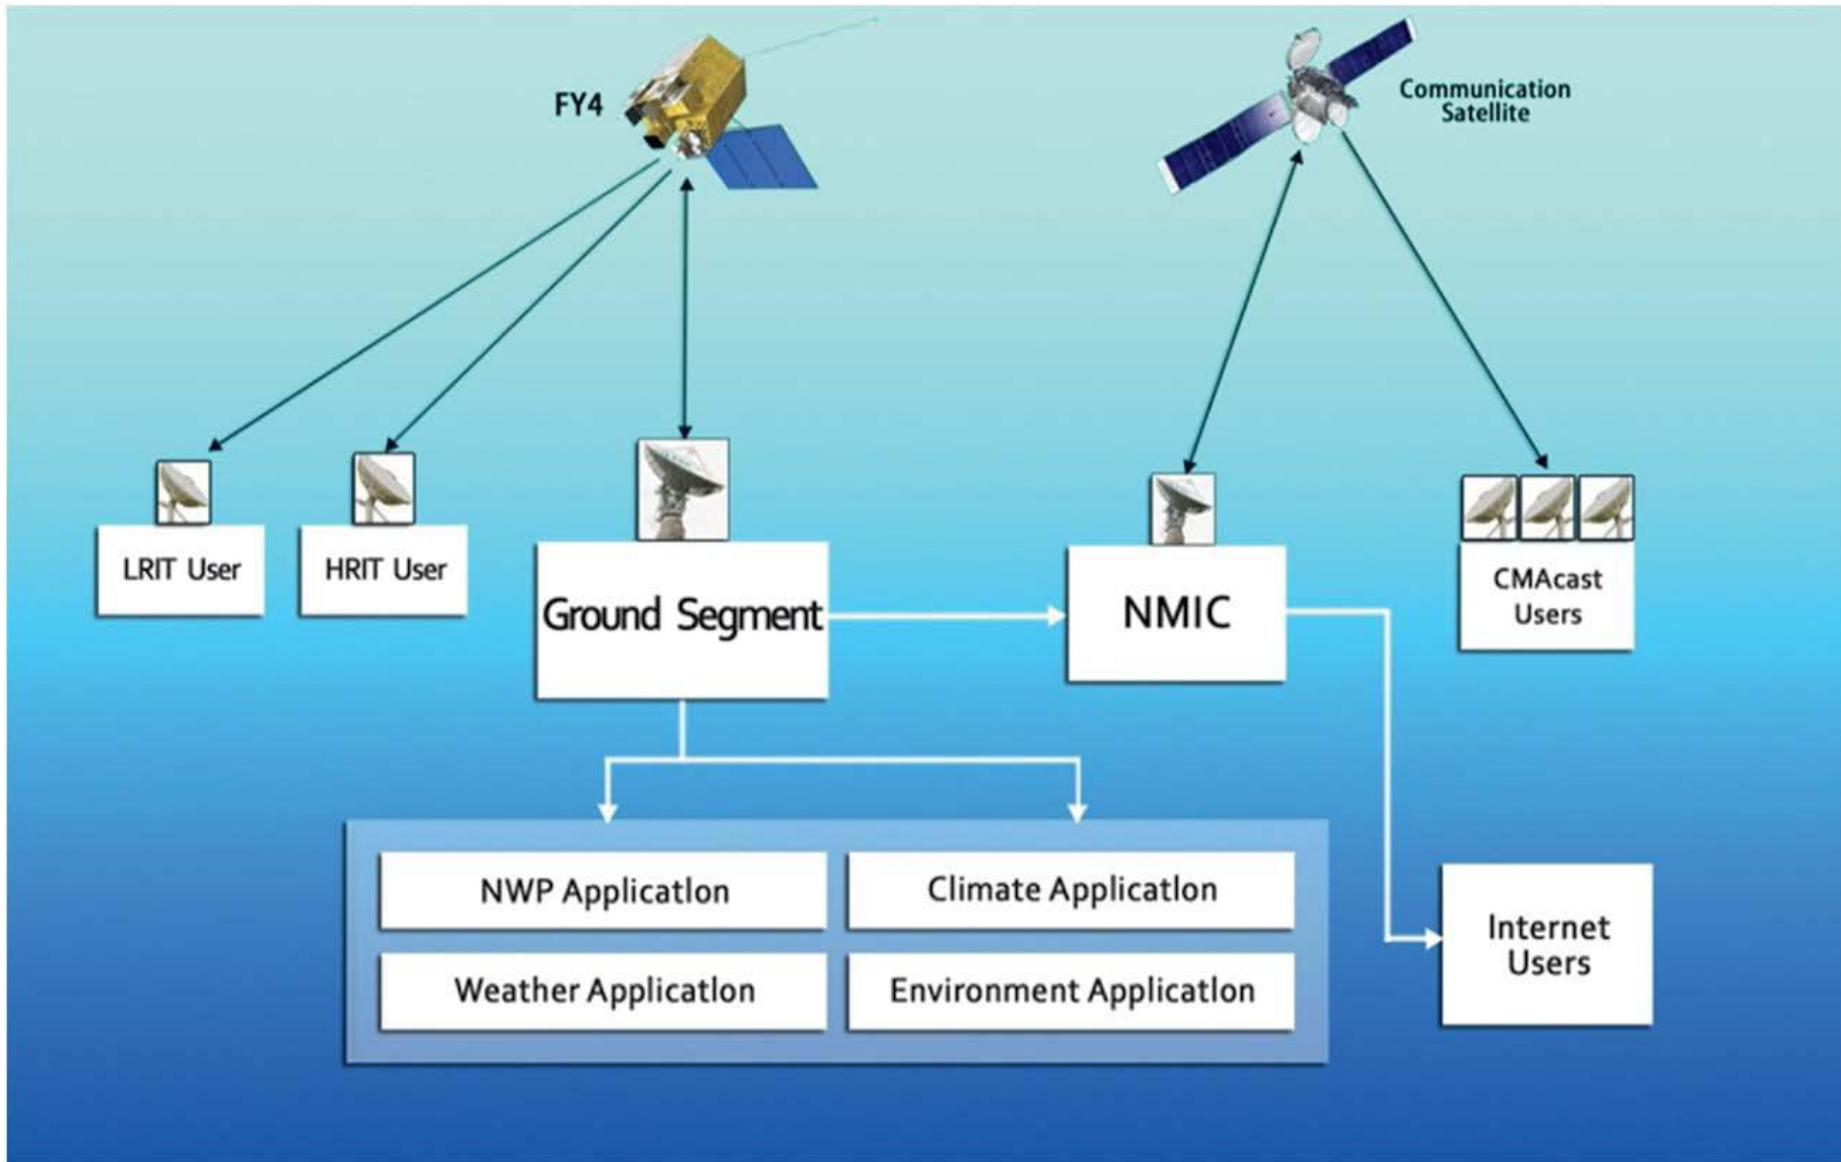 FY4
Communication
Satellite
LRIT User
HRIT User
Ground Segment
NMIC
CMAcast
Users
NWP Applicatlon
Climate Applicatlon
Weather Applicatlon
Environment Applicatlon
Internet
Users